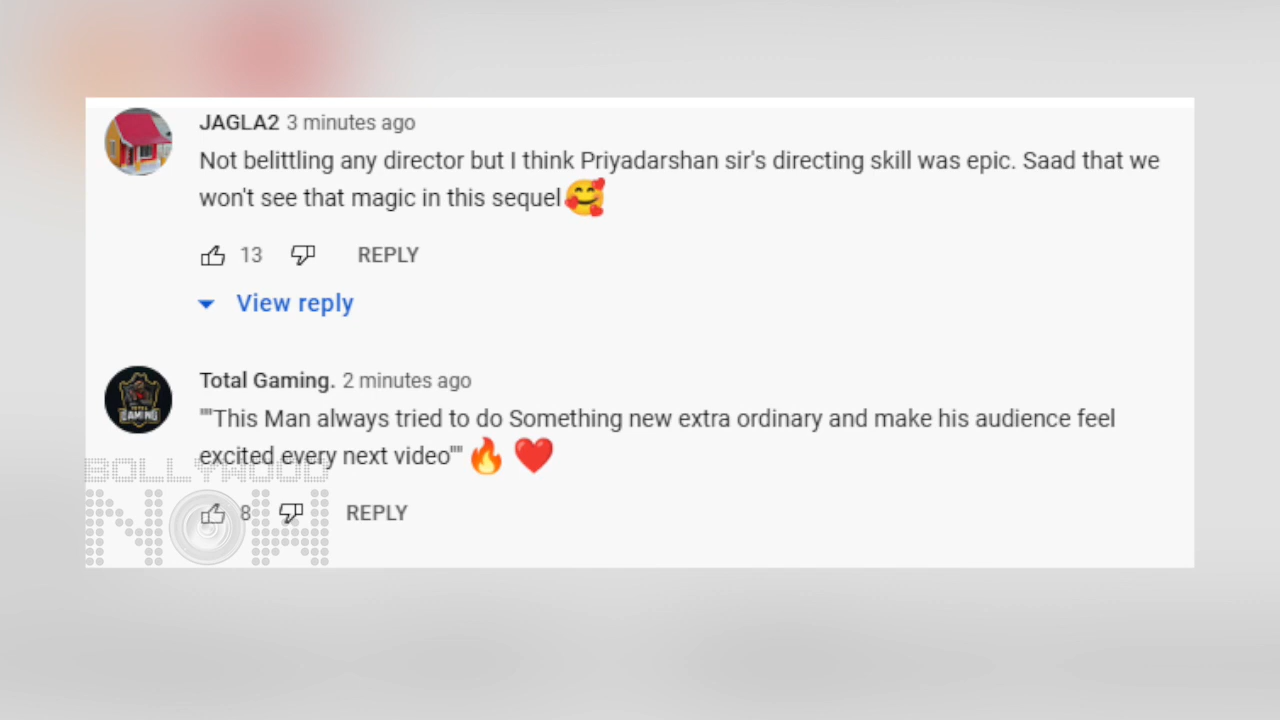 JAGLA2 3 minutes ago
Not belittling any director but I think Priyadarshan sir's directing skill was epic. Saad that we
won't see that magic in this sequel🥰
13 REPLY
View reply
Total Gaming. 2 minutes ago
""This Man always tried to do Something new extra ordinary and make his audience feel
excited every next video"" 🔥 ❤️
8 REPLY
BOLLYWOOD
NOW